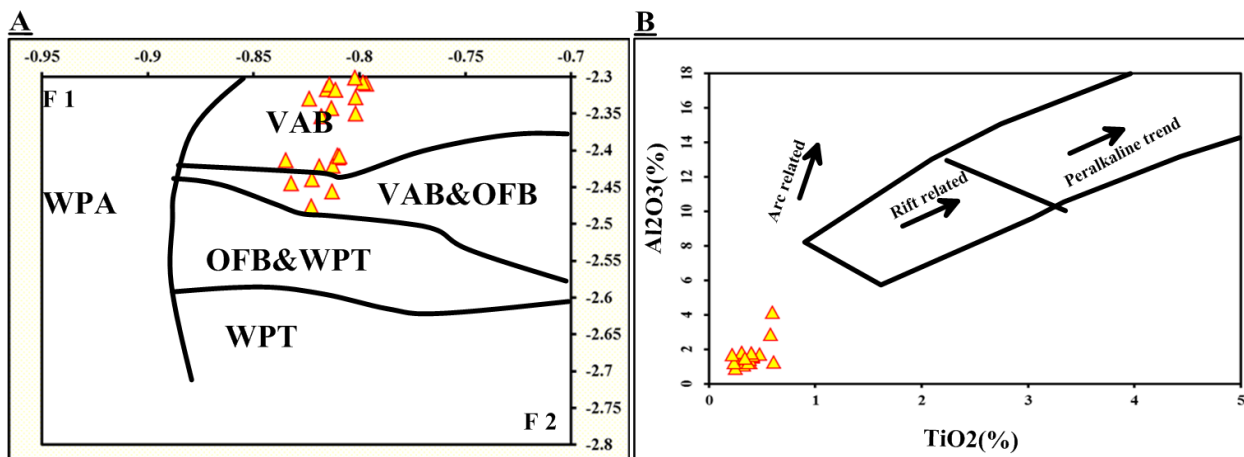 A
-0.95 -0.9 -0.85 -0.8 -0.75 -0.7
F 1
-2.3
-2.35
-2.4
-2.45
-2.5
-2.55
-2.6
-2.65
-2.7
-2.75
-2.8
VAB
VAB&OFB
WPA
OFB&WPT
WPT
F 2
B
Al2O3(%)
18
16
14
12
10
8
6
4
2
0
Arc related
Rift related
Peralkaline trend
0 1 2 3 4 5
TiO2(%)